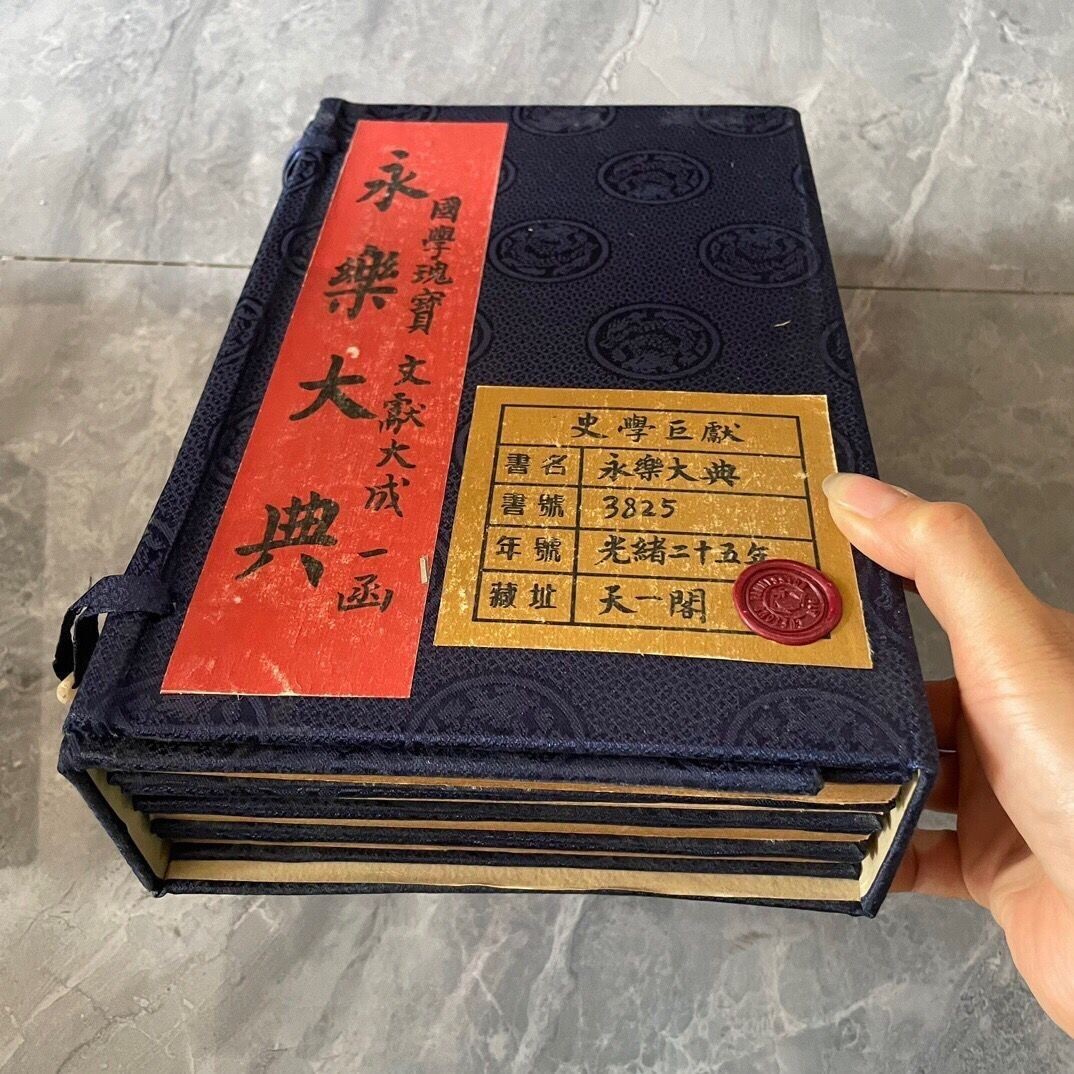 永樂大典
國學瑰寶 文獻大成 一函
史學巨獻
書名 永樂大典
書號 3825
年號 光緒二十五年
藏址 天一閣